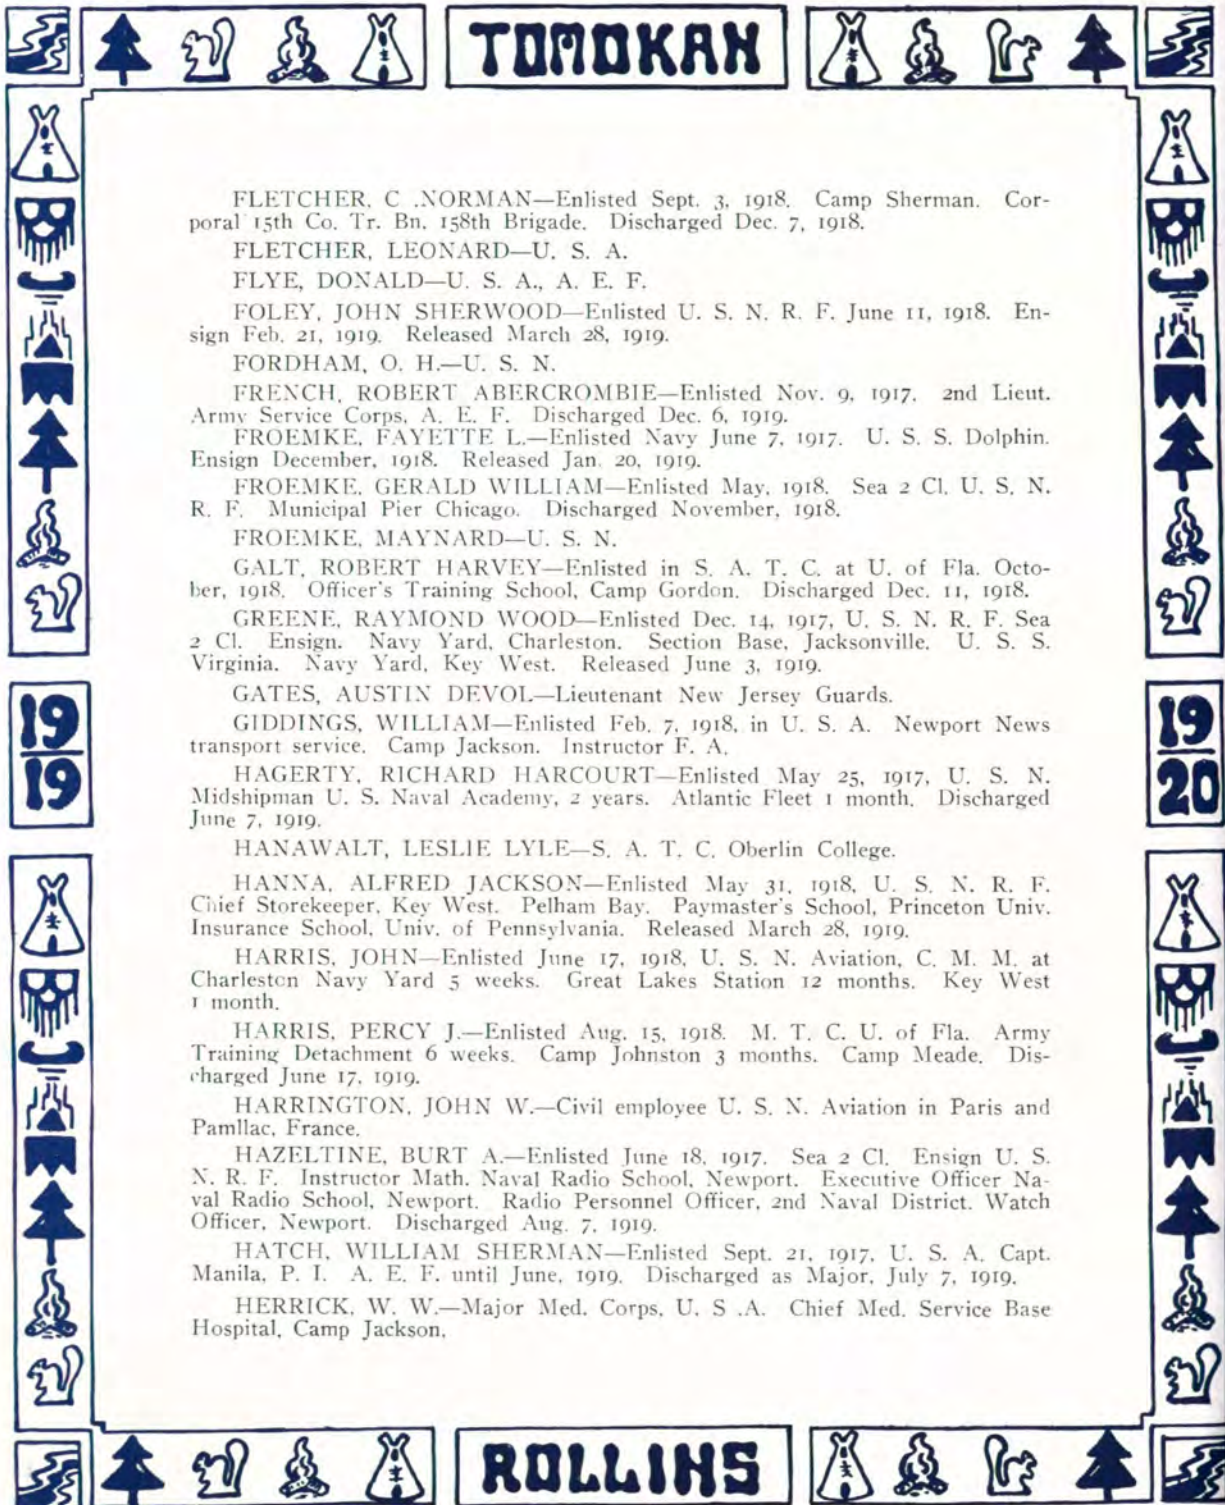 TOMOKAN
FLETCHER, C .NORMAN—Enlisted Sept. 3, 1918. Camp Sherman. Cor-
poral 15th Co. Tr. Bn. 158th Brigade. Discharged Dec. 7, 1918.
FLETCHER, LEONARD—U. S. A.
FLYE, DONALD—U. S. A., A. E. F.
FOLEY, JOHN SHERWOOD—Enlisted U. S. N. R. F. June 11, 1918. En-
sign Feb. 21, 1919. Released March 28, 1919.
FORDHAM, O. H.—U. S. N.
FRENCH, ROBERT ABERCROMBIE—Enlisted Nov. 9, 1917. 2nd Lieut.
Army Service Corps, A. E. F. Discharged Dec. 6, 1919.
FROEMKE, FAYETTE L.—Enlisted Navy June 7, 1917. U. S. S. Dolphin.
Ensign December, 1918. Released Jan. 20, 1919.
FROEMKE, GERALD WILLIAM—Enlisted May, 1918. Sea 2 Cl. U. S. N.
R. F. Municipal Pier Chicago. Discharged November, 1918.
FROEMKE, MAYNARD—U. S. N.
GALT, ROBERT HARVEY—Enlisted in S. A. T. C. at U. of Fla. Octo-
ber, 1918. Officer's Training School, Camp Gordon. Discharged Dec. 11, 1918.
GREENE, RAYMOND WOOD—Enlisted Dec. 14, 1917, U. S. N. R. F. Sea
2 Cl. Ensign. Navy Yard, Charleston. Section Base, Jacksonville. U. S. S.
Virginia. Navy Yard, Key West. Released June 3, 1919.
GATES, AUSTIN DEVOL—Lieutenant New Jersey Guards.
GIDDINGS, WILLIAM—Enlisted Feb. 7, 1918, in U. S. A. Newport News
transport service. Camp Jackson. Instructor F. A.
HAGERTY, RICHARD HARCOURT—Enlisted May 25, 1917, U. S. N.
Midshipman U. S. Naval Academy, 2 years. Atlantic Fleet 1 month. Discharged
June 7, 1919.
HANAWALT, LESLIE LYLE—S. A. T. C. Oberlin College.
HANNA, ALFRED JACKSON—Enlisted May 31, 1918, U. S. N. R. F.
Chief Storekeeper, Key West. Pelham Bay. Paymaster's School, Princeton Univ.
Insurance School, Univ. of Pennsylvania. Released March 28, 1919.
HARRIS, JOHN—Enlisted June 17, 1918, U. S. N. Aviation, C. M. M. at
Charleston Navy Yard 5 weeks. Great Lakes Station 12 months. Key West
1 month.
HARRIS, PERCY J.—Enlisted Aug. 15, 1918. M. T. C. U. of Fla. Army
Training Detachment 6 weeks. Camp Johnston 3 months. Camp Meade. Dis-
charged June 17, 1919.
HARRINGTON, JOHN W.—Civil employee U. S. N. Aviation in Paris and
Pamllac, France.
HAZELTINE, BURT A.—Enlisted June 18, 1917. Sea 2 Cl. Ensign U. S.
N. R. F. Instructor Math. Naval Radio School, Newport. Executive Officer Na-
val Radio School, Newport. Radio Personnel Officer, 2nd Naval District. Watch
Officer, Newport. Discharged Aug. 7, 1919.
HATCH, WILLIAM SHERMAN—Enlisted Sept. 21, 1917, U. S. A. Capt.
Manila, P. I. A. E. F. until June, 1919. Discharged as Major, July 7, 1919.
HERRICK, W. W.—Major Med. Corps, U. S .A. Chief Med. Service Base
Hospital, Camp Jackson.
19
19
19
20
ROLLINS